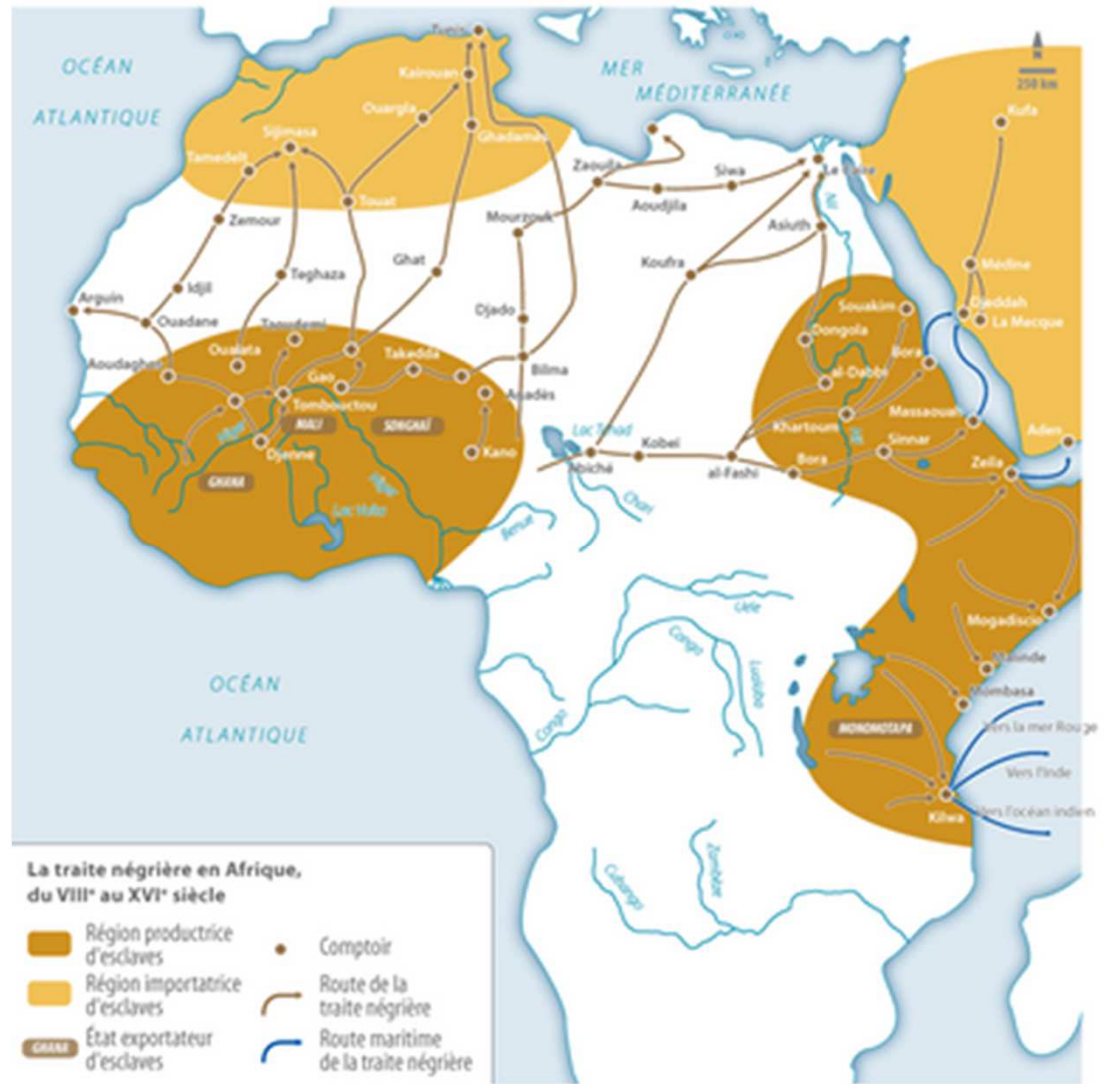 Tunis
OCÉAN
ATLANTIQUE
MER
MÉDITERRANÉE
N
250 km
Kairouan
Ouargla
Ghadamès
Sijimasa
Tamedelt
Touat
Zemour
Kufa
Zaouila
Siwa
Le Caire
Aoudjila
Nil
Mourzouk
Asiuth
Ghat
Koufra
Médine
Teghaza
Idjil
Arguin
Ouadane
Djado
Souakim
Djeddah
La Mecque
Taoudemi
Dongola
Oualata
Takedda
Aoudaghost
Bora
Bilma
Gao
al-Dabbi
Agadès
Tombouctou
MALI
SONGHAÏ
Massaouah
Khartoum
Niger
Lac Tchad
Kobeï
Sinnar
Aden
Djenné
Kano
Abiché
al-Fashi
Bora
Zeila
GHANA
Niger
Lac Volta
Chari
Benué
Uele
Mogadiscio
Congo
Lualaba
Malinde
OCÉAN
Mombasa
Congo
ATLANTIQUE
MONOMOTAPA
Vers la mer Rouge
Vers l'Inde
Vers l'océan indien
Kilwa
Zambèze
Cubango
La traite négrière en Afrique,
du VIIIe au XVIe siècle
Région productrice
d'esclaves
Comptoir
Région importatrice
d'esclaves
Route de la
traite négrière
GHANA
État exportateur
d'esclaves
Route maritime
de la traite négrière